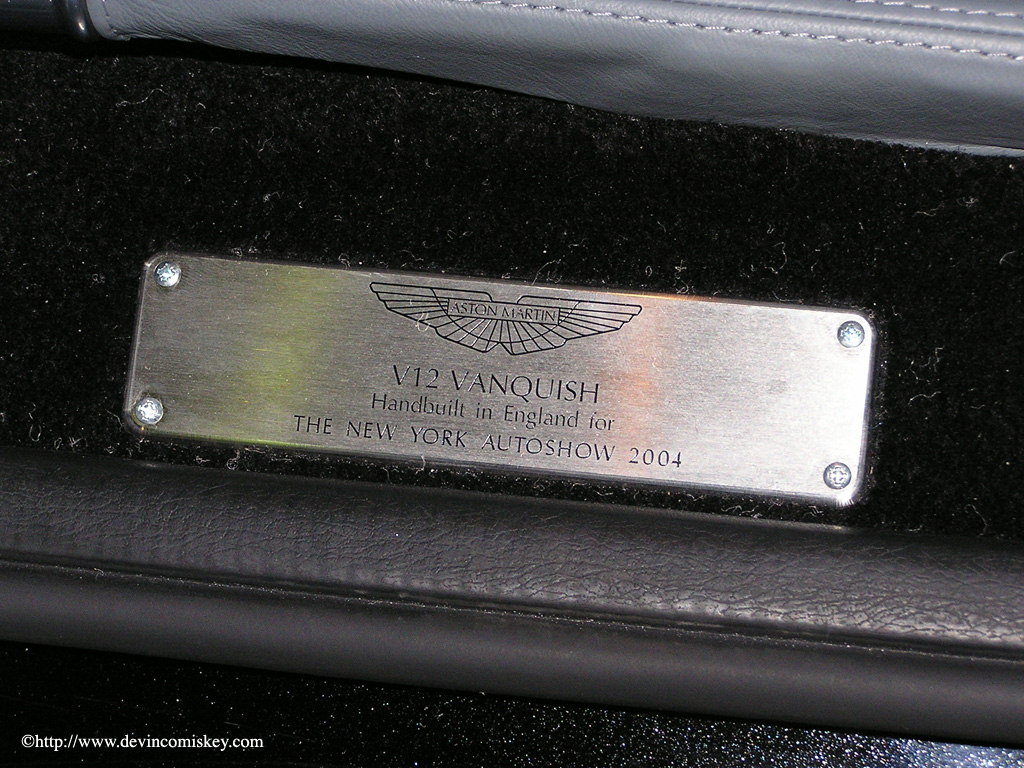 ASTON MARTIN
V12 VANQUISH
Handbuilt in England for
THE NEW YORK AUTOSHOW 2004
©http://www.devincomiskey.com